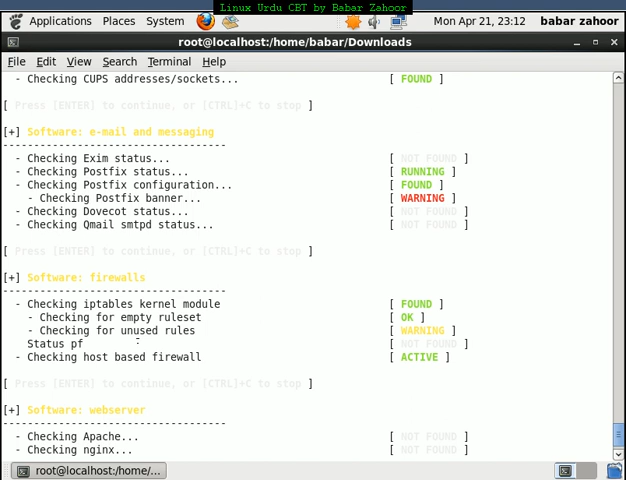 Linux Urdu CBT by Babar Zahoor
Applications Places System Mon Apr 21, 23:12 babar zahoor
root@localhost:/home/babar/Downloads
File Edit View Search Terminal Help
- Checking CUPS addresses/sockets... [ FOUND ]
[ Press [ENTER] to continue, or [CTRL]+C to stop ]
[+] Software: e-mail and messaging
------------------------------------
- Checking Exim status... [ NOT FOUND ]
- Checking Postfix status... [ RUNNING ]
- Checking Postfix configuration... [ FOUND ]
- Checking Postfix banner... [ WARNING ]
- Checking Dovecot status... [ NOT FOUND ]
- Checking Qmail smtpd status... [ NOT FOUND ]
[ Press [ENTER] to continue, or [CTRL]+C to stop ]
[+] Software: firewalls
------------------------------------
- Checking iptables kernel module [ FOUND ]
- Checking for empty ruleset [ OK ]
- Checking for unused rules [ WARNING ]
Status pf [ NOT FOUND ]
- Checking host based firewall [ ACTIVE ]
[ Press [ENTER] to continue, or [CTRL]+C to stop ]
[+] Software: webserver
------------------------------------
- Checking Apache... [ NOT FOUND ]
- Checking nginx... [ NOT FOUND ]
root@localhost:/home/...